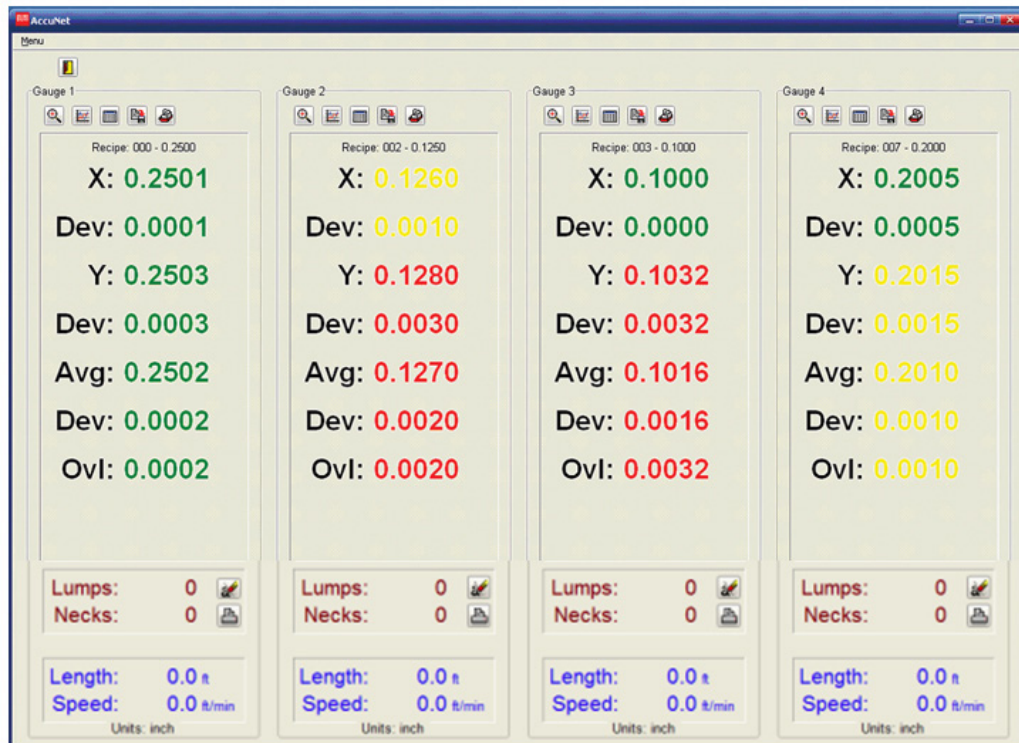 AccuNet
Menu
Gauge 1
Recipe: 000 - 0.2500
X: 0.2501
Dev: 0.0001
Y: 0.2503
Dev: 0.0003
Avg: 0.2502
Dev: 0.0002
Ovl: 0.0002
Lumps: 0
Necks: 0
Length: 0.0 ft
Speed: 0.0 ft/min
Units: inch
Gauge 2
Recipe: 002 - 0.1250
X: 0.1260
Dev: 0.0010
Y: 0.1280
Dev: 0.0030
Avg: 0.1270
Dev: 0.0020
Ovl: 0.0020
Lumps: 0
Necks: 0
Length: 0.0 ft
Speed: 0.0 ft/min
Units: inch
Gauge 3
Recipe: 003 - 0.1000
X: 0.1000
Dev: 0.0000
Y: 0.1032
Dev: 0.0032
Avg: 0.1016
Dev: 0.0016
Ovl: 0.0032
Lumps: 0
Necks: 0
Length: 0.0 ft
Speed: 0.0 ft/min
Units: inch
Gauge 4
Recipe: 007 - 0.2000
X: 0.2005
Dev: 0.0005
Y: 0.2015
Dev: 0.0015
Avg: 0.2010
Dev: 0.0010
Ovl: 0.0010
Lumps: 0
Necks: 0
Length: 0.0 ft
Speed: 0.0 ft/min
Units: inch